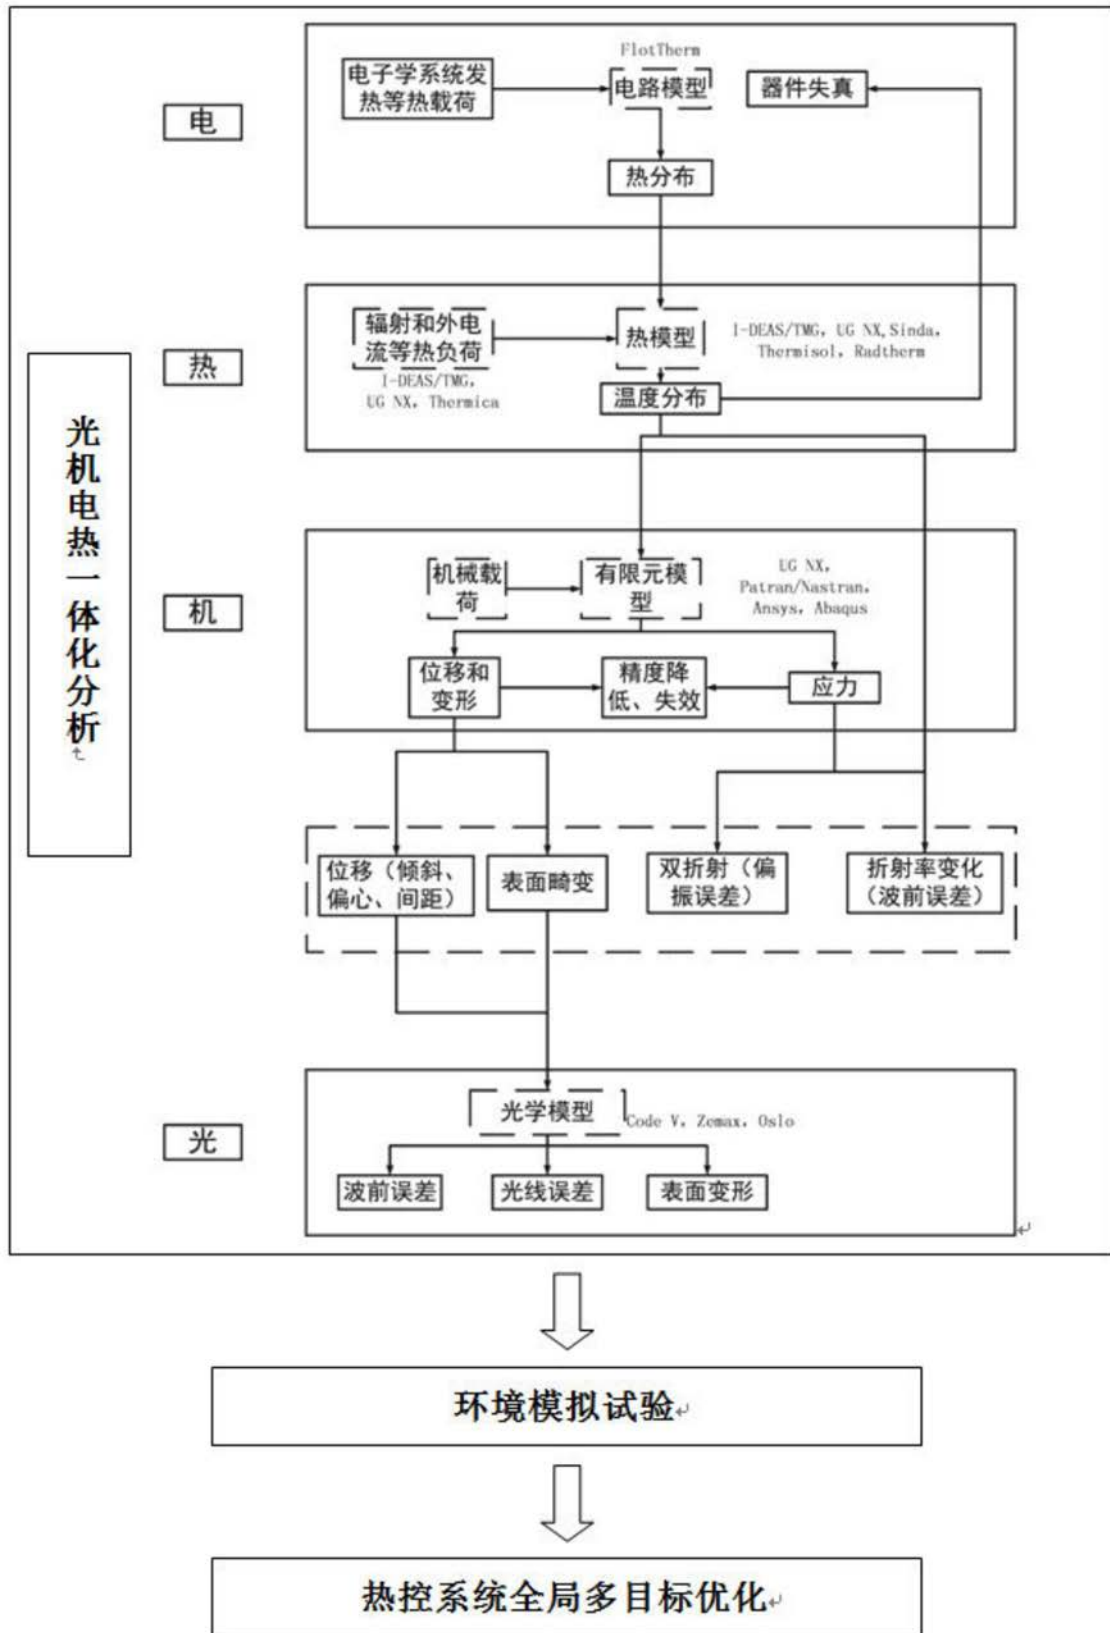 FlotTherm
电子学系统发
热等热载荷
电路模型
器件失真
电
热分布
辐射和外电
流等热负荷
热模型
I-DEAS/TMG, UG NX,Sinda,
Thermisol, Radtherm
热
I-DEAS/TMG,
UG NX, Thermica
温度分布
光机电热一体化分析
机械载
荷
有限元模
型
UG NX,
Patran/Nastran,
Ansys, Abaqus
机
位移和
变形
精度降
低、失效
应力
位移（倾斜、
偏心、间距）
表面畸变
双折射（偏
振误差）
折射率变化
（波前误差）
光学模型
Code V, Zemax, Oslo
光
波前误差
光线误差
表面变形
环境模拟试验
热控系统全局多目标优化